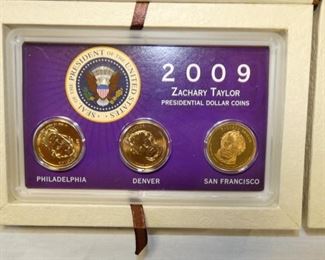 SEAL OF THE PRESIDENT OF THE UNITED STATES
2009
ZACHARY TAYLOR
PRESIDENTIAL DOLLAR COINS
PHILADELPHIA DENVER SAN FRANCISCO